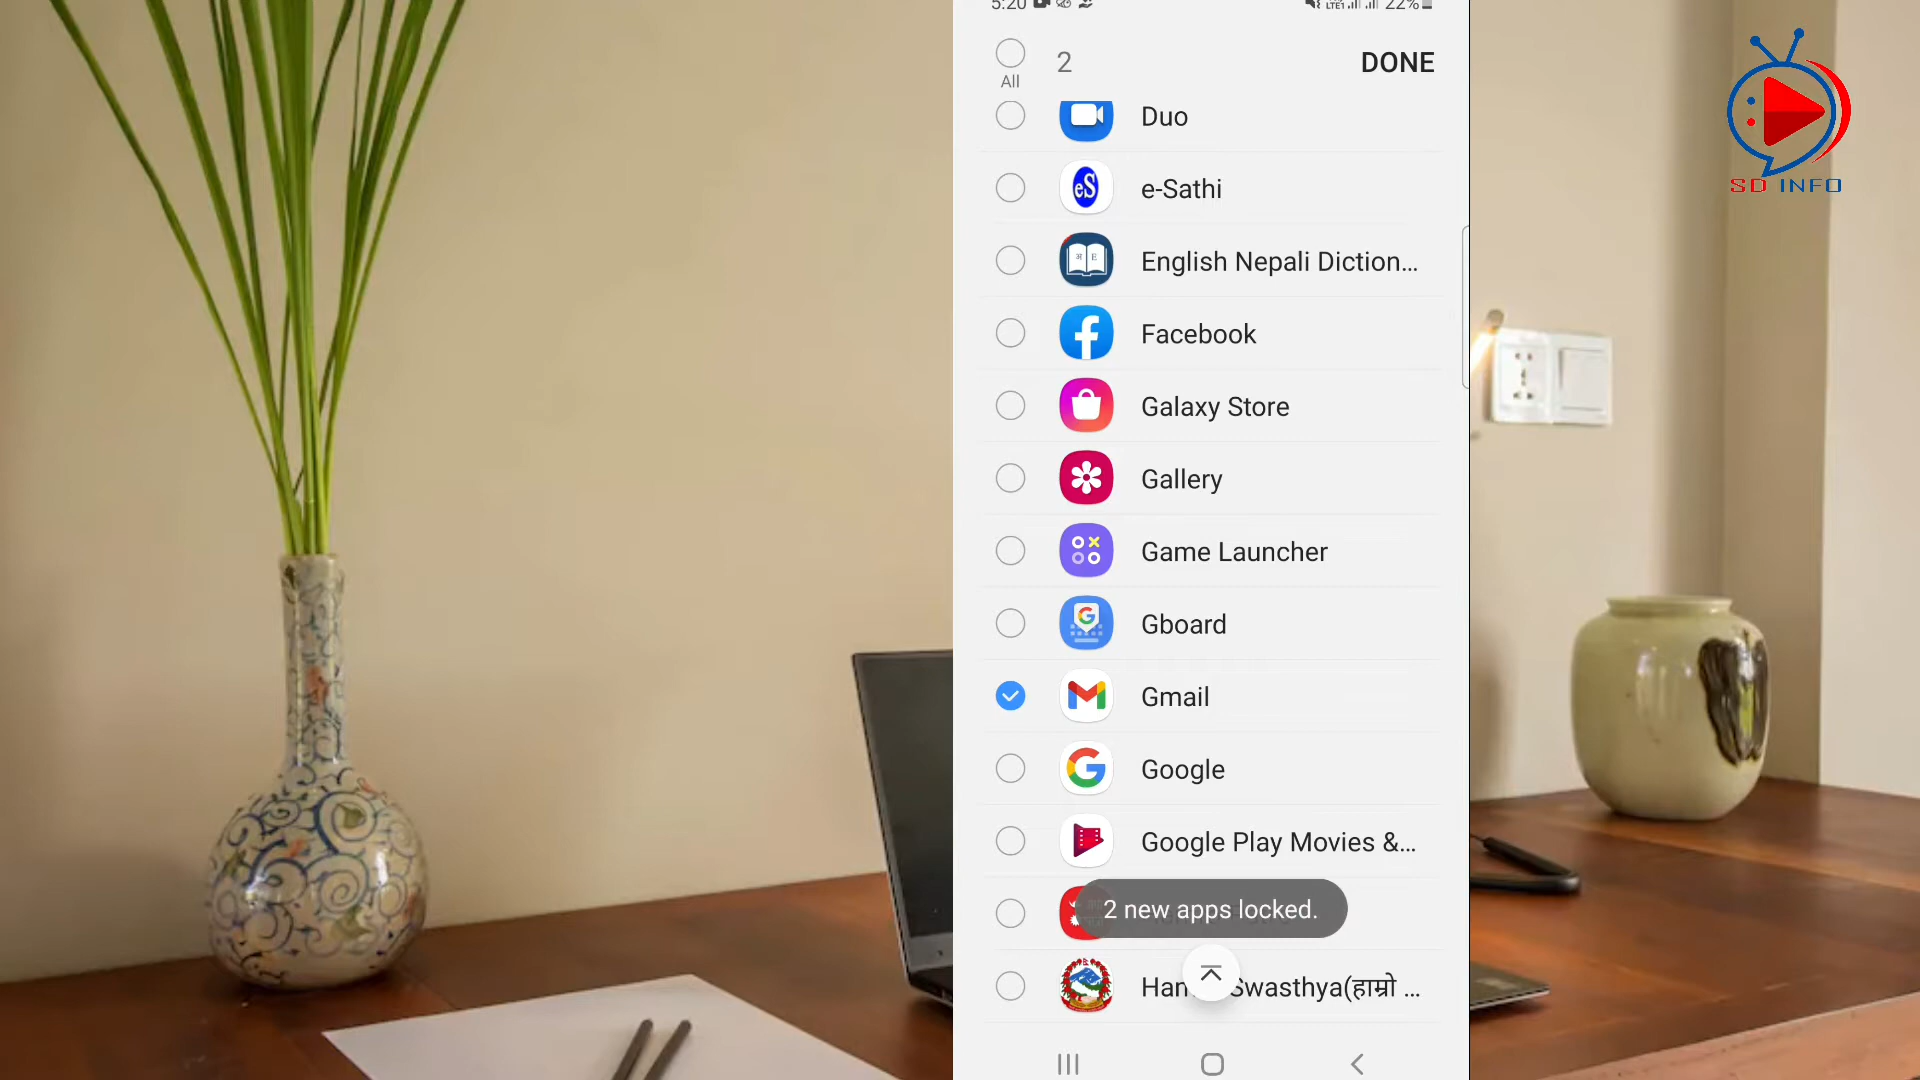 5:20
22%
2
DONE
All
Duo
e-Sathi
English Nepali Diction...
Facebook
Galaxy Store
Gallery
Game Launcher
Gboard
Gmail
Google
Google Play Movies &...
2 new apps locked.
Swasthya(हाम्रो ...
SD INFO